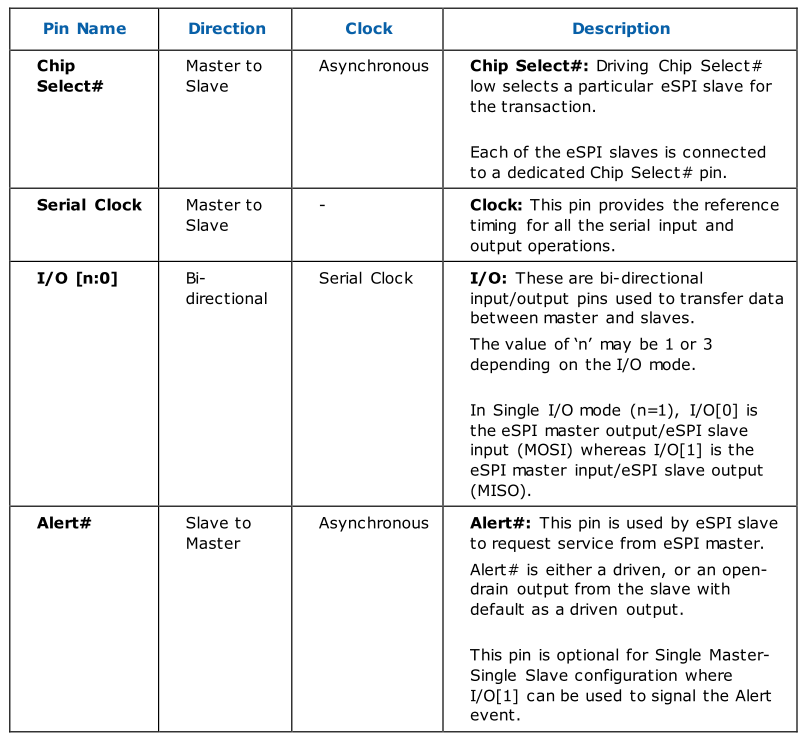 Pin Name
Direction
Clock
Description
Chip
Select#
Master to
Slave
Asynchronous
Chip Select#: Driving Chip Select#
low selects a particular eSPI slave for
the transaction.
Each of the eSPI slaves is connected
to a dedicated Chip Select# pin.
Serial Clock
Master to
Slave
-
Clock: This pin provides the reference
timing for all the serial input and
output operations.
I/O [n:0]
Bi-
directional
Serial Clock
I/O: These are bi-directional
input/output pins used to transfer data
between master and slaves.
The value of ‘n’ may be 1 or 3
depending on the I/O mode.
In Single I/O mode (n=1), I/O[0] is
the eSPI master output/eSPI slave
input (MOSI) whereas I/O[1] is the
eSPI master input/eSPI slave output
(MISO).
Alert#
Slave to
Master
Asynchronous
Alert#: This pin is used by eSPI slave
to request service from eSPI master.
Alert# is either a driven, or an open-
drain output from the slave with
default as a driven output.
This pin is optional for Single Master-
Single Slave configuration where
I/O[1] can be used to signal the Alert
event.